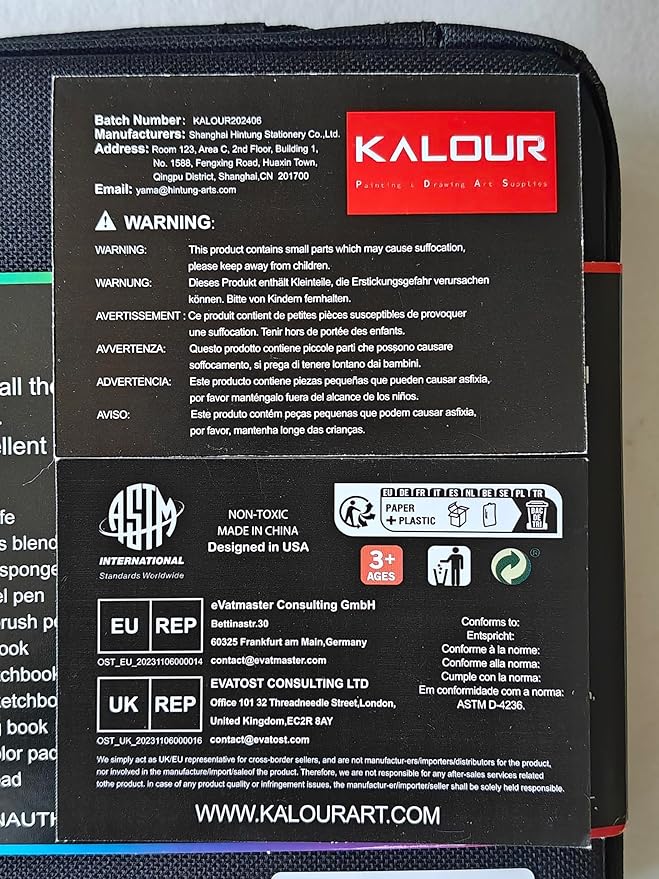 Batch Number: KALOUR202406
Manufacturers: Shanghai Hintung Stationery Co.,Ltd.
Address: Room 123, Area C, 2nd Floor, Building 1,
No. 1588, Fengxing Road, Huaxin Town,
Qingpu District, Shanghai,CN 201700
Email: yama@hintung-arts.com
KALOUR
Painting & Drawing Art Supplies
WARNING:
WARNING: This product contains small parts which may cause suffocation,
please keep away from children.
WARNUNG: Dieses Produkt enthält Kleinteile, die Erstickungsgefahr verursachen
können. Bitte von Kindern fernhalten.
AVERTISSEMENT : Ce produit contient de petites pièces susceptibles de provoquer
une suffocation. Tenir hors de portée des enfants.
AVVERTENZA: Questo prodotto contiene piccole parti che possono causare
soffocamento, si prega di tenere lontano dai bambini.
ADVERTENCIA: Este producto contiene piezas pequeñas que pueden causar asfixia,
por favor manténgalo fuera del alcance de los niños.
AVISO: Este produto contém peças pequenas que podem causar asfixia,
por favor, mantenha longe das crianças.
all the
ellent
fe
s blend
sponge
el pen
rush pe
ook
tchbook
ketchbo
g book
olor pad
ead
NAUTH
ASTM
INTERNATIONAL
Standards Worldwide
NON-TOXIC
MADE IN CHINA
Designed in USA
EU DE FR IT ES NL BE SE PL TR
PAPER
+ PLASTIC
BAC
DE
TRI
3+
AGES
®
EU REP
OST_EU_20231106000014
eVatmaster Consulting GmbH
Bettinastr.30
60325 Frankfurt am Main,Germany
contact@evatmaster.com
UK REP
OST_UK_20231106000016
EVATOST CONSULTING LTD
Office 101 32 Threadneedle Street,London,
United Kingdom,EC2R 8AY
contact@evatost.com
Conforms to:
Entspricht:
Conforme à la norme:
Conforme alla norma:
Cumple con la norma:
Em conformidade com a norma:
ASTM D-4236.
We simply act as UK/EU representative for cross-border sellers, and are not manufactur-ers/importers/distributors for the product,
nor involved in the manufacture/import/saleof the product. Therefore, we are not responsible for any after-sales services related
tothe product. in case of any product quality or infringement issues, the manufactur-er/importer/seller shall be solely held responsible.
WWW.KALOURART.COM